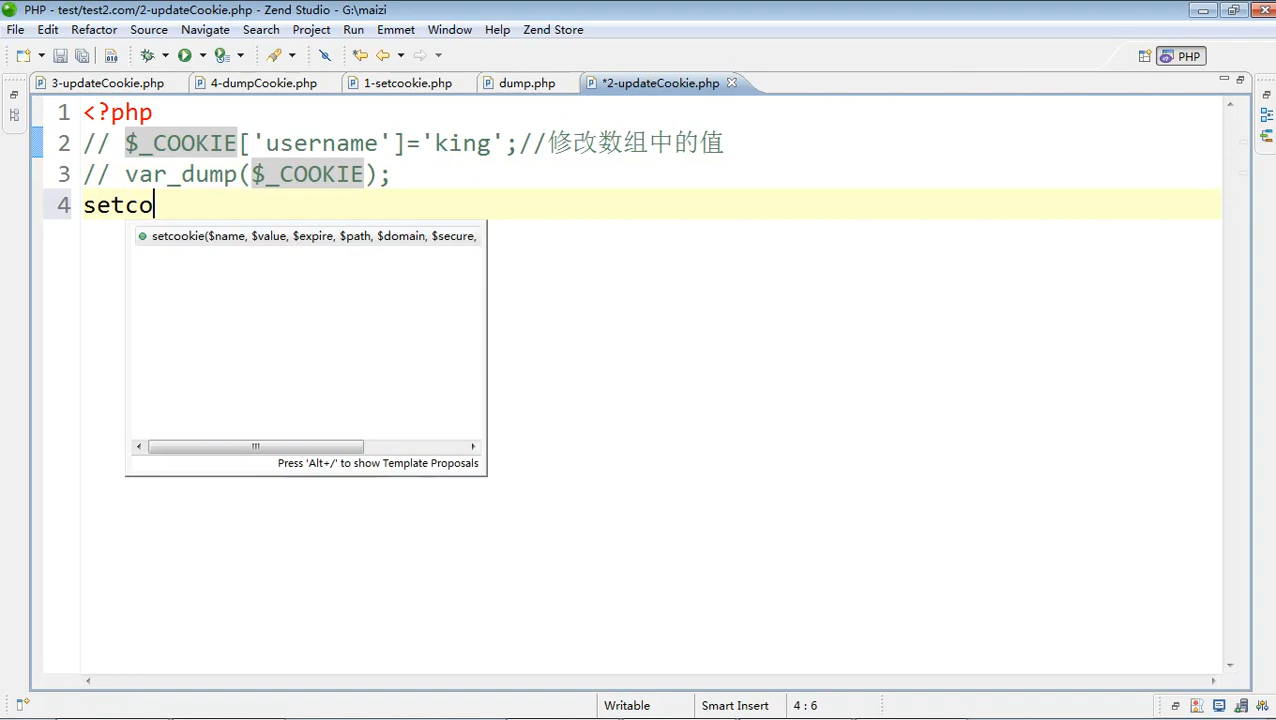 PHP - test/test2.com/2-updateCookie.php - Zend Studio - G:\maizi
File Edit Refactor Source Navigate Search Project Run Emmet Window Help Zend Store
PHP
3-updateCookie.php 4-dumpCookie.php 1-setcookie.php dump.php *2-updateCookie.php
1 <?php
2 // $_COOKIE['username']='king';//修改数组中的值
3 // var_dump($_COOKIE);
4 setco
setcookie($name, $value, $expire, $path, $domain, $secure,
Press 'Alt+/' to show Template Proposals
Writable Smart Insert 4 : 6